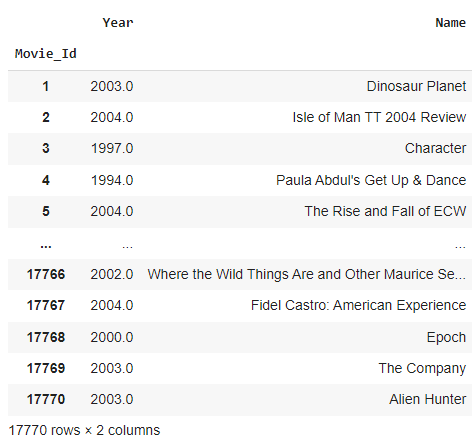 Year Name
Movie_Id
1 2003.0 Dinosaur Planet
2 2004.0 Isle of Man TT 2004 Review
3 1997.0 Character
4 1994.0 Paula Abdul's Get Up & Dance
5 2004.0 The Rise and Fall of ECW
... ... ...
17766 2002.0 Where the Wild Things Are and Other Maurice Se...
17767 2004.0 Fidel Castro: American Experience
17768 2000.0 Epoch
17769 2003.0 The Company
17770 2003.0 Alien Hunter
17770 rows × 2 columns